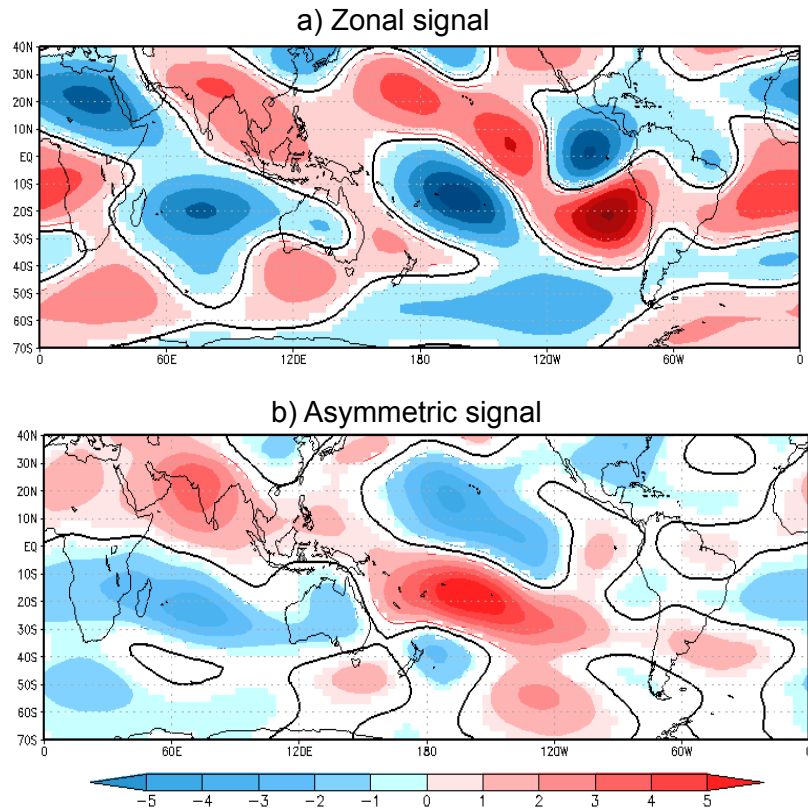 a) Zonal signal
40N
30N
20N
10N
EQ
10S
20S
30S
40S
50S
60S
70S
0 60E 120E 180 120W 60W 0
b) Asymmetric signal
40N
30N
20N
10N
EQ
10S
20S
30S
40S
50S
60S
70S
0 60E 120E 180 120W 60W 0
-5 -4 -3 -2 -1 0 1 2 3 4 5